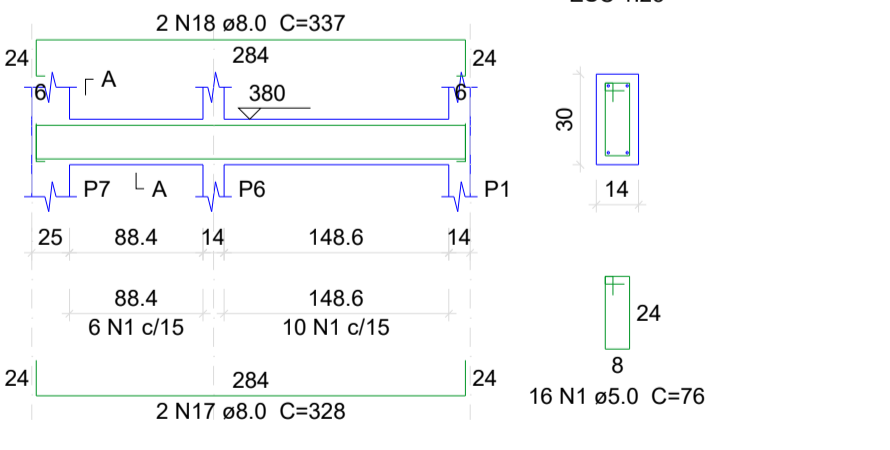 2 N18 ø8.0 C=337
24 284 24
6 A 380 6
30
P7 A P6 P1 14
25 88.4 14 148.6 14
88.4 148.6
6 N1 c/15 10 N1 c/15
24
8
24 284 24
16 N1 ø5.0 C=76
2 N17 ø8.0 C=328